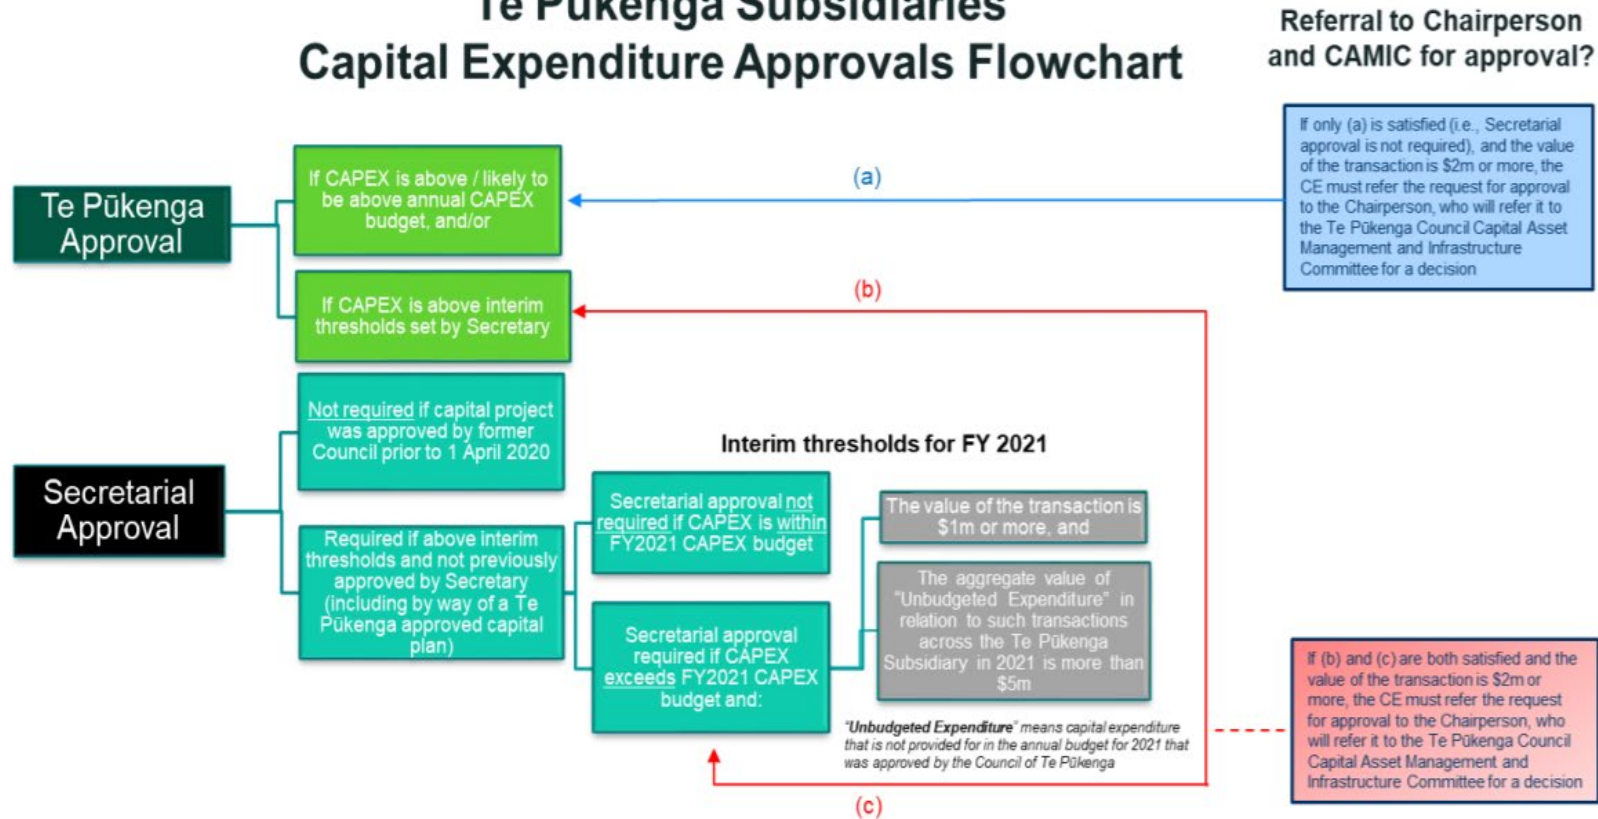 Te Pūkenga Subsidiaries
Capital Expenditure Approvals Flowchart
Referral to Chairperson
and CAMIC for approval?
Te Pūkenga
Approval
If CAPEX is above / likely to
be above annual CAPEX
budget, and/or
(a)
If only (a) is satisfied (i.e., Secretarial
approval is not required), and the value
of the transaction is $2m or more, the
CE must refer the request for approval
to the Chairperson, who will refer it to
the Te Pūkenga Council Capital Asset
Management and Infrastructure
Committee for a decision
If CAPEX is above interim
thresholds set by Secretary
(b)
Secretarial
Approval
Not required if capital project
was approved by former
Council prior to 1 April 2020
Required if above interim
thresholds and not previously
approved by Secretary
(including by way of a Te
Pūkenga approved capital
plan)
Interim thresholds for FY 2021
Secretarial approval not
required if CAPEX is within
FY2021 CAPEX budget
Secretarial approval
required if CAPEX
exceeds FY2021 CAPEX
budget and:
The value of the transaction is
$1m or more, and
The aggregate value of
"Unbudgeted Expenditure" in
relation to such transactions
across the Te Pūkenga
Subsidiary in 2021 is more than
$5m
"Unbudgeted Expenditure" means capital expenditure
that is not provided for in the annual budget for 2021 that
was approved by the Council of Te Pūkenga
(c)
If (b) and (c) are both satisfied and the
value of the transaction is $2m or
more, the CE must refer the request
for approval to the Chairperson, who
will refer it to the Te Pūkenga Council
Capital Asset Management and
Infrastructure Committee for a decision